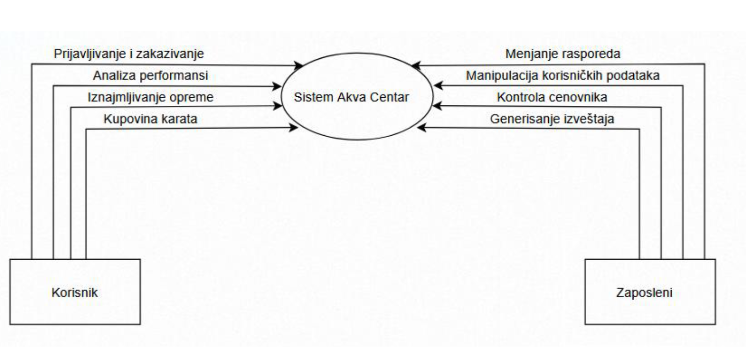 Prijavljivanje i zakazivanje
Analiza performansi
Iznajmljivanje opreme
Kupovina karata
Sistem Akva Centar
Menjanje rasporeda
Manipulacija korisničkih podataka
Kontrola cenovnika
Generisanje izveštaja
Korisnik
Zaposleni